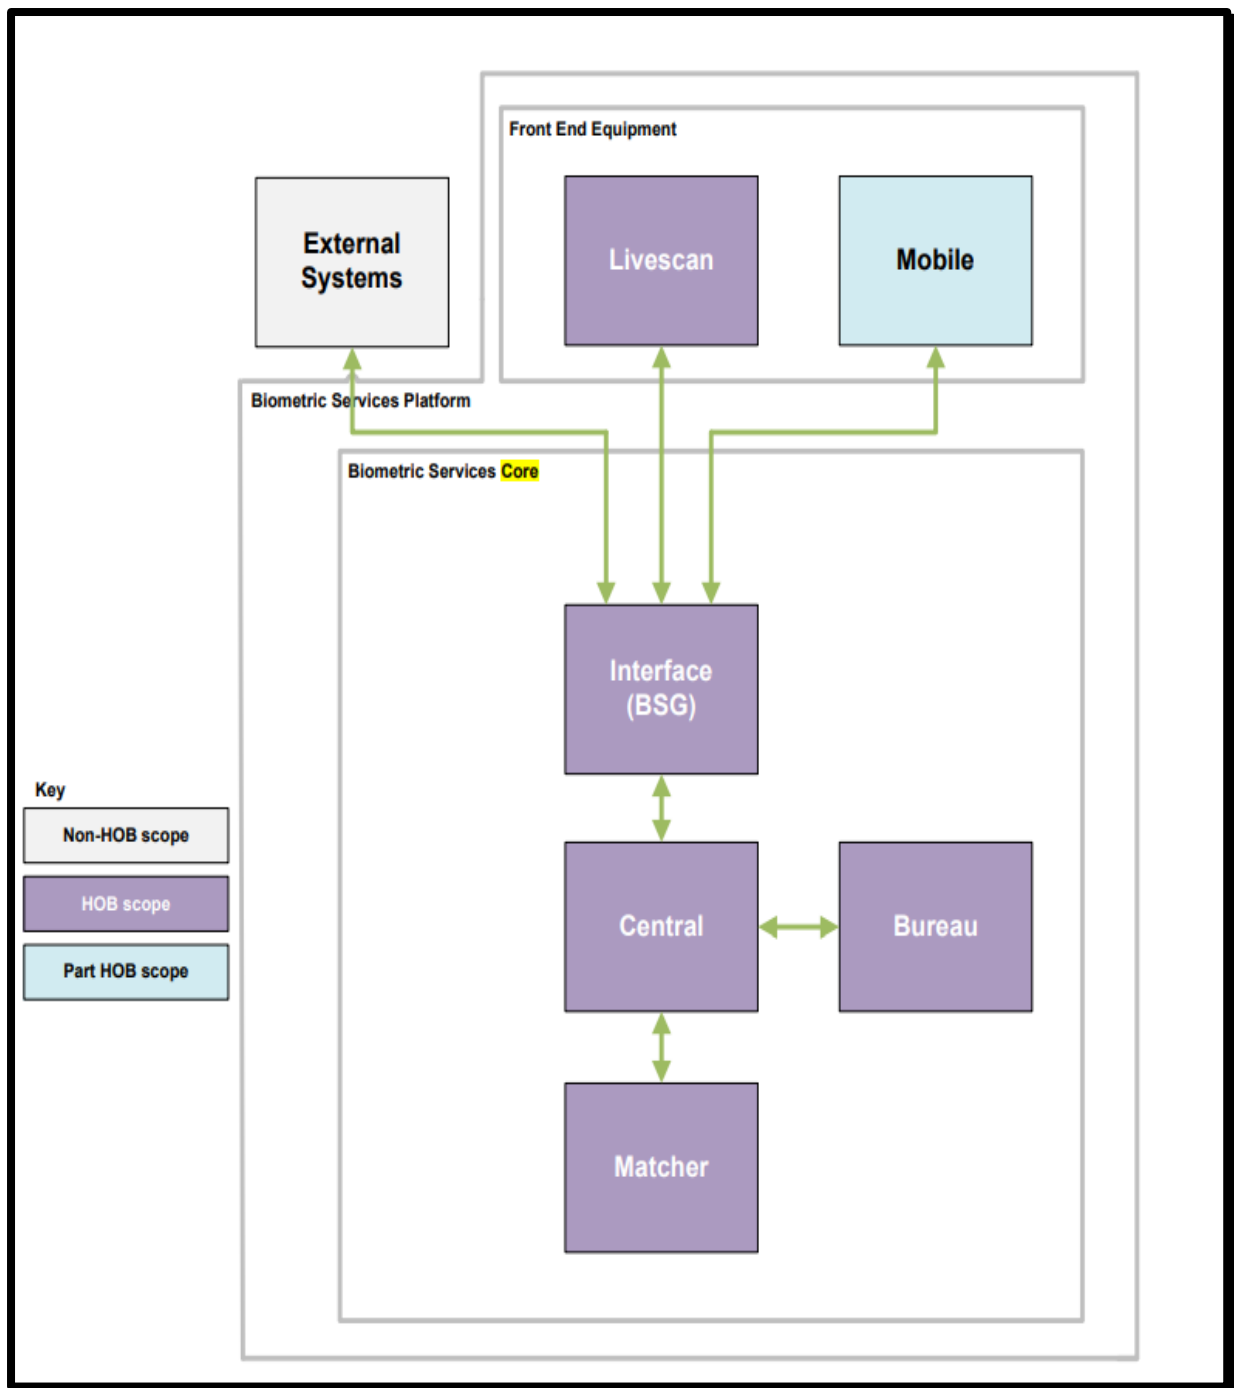 Front End Equipment
External
Systems
Livescan
Mobile
Biometric Services Platform
Biometric Services Core
Interface
(BSG)
Key
Non-HOB scope
HOB scope
Part HOB scope
Central
Bureau
Matcher